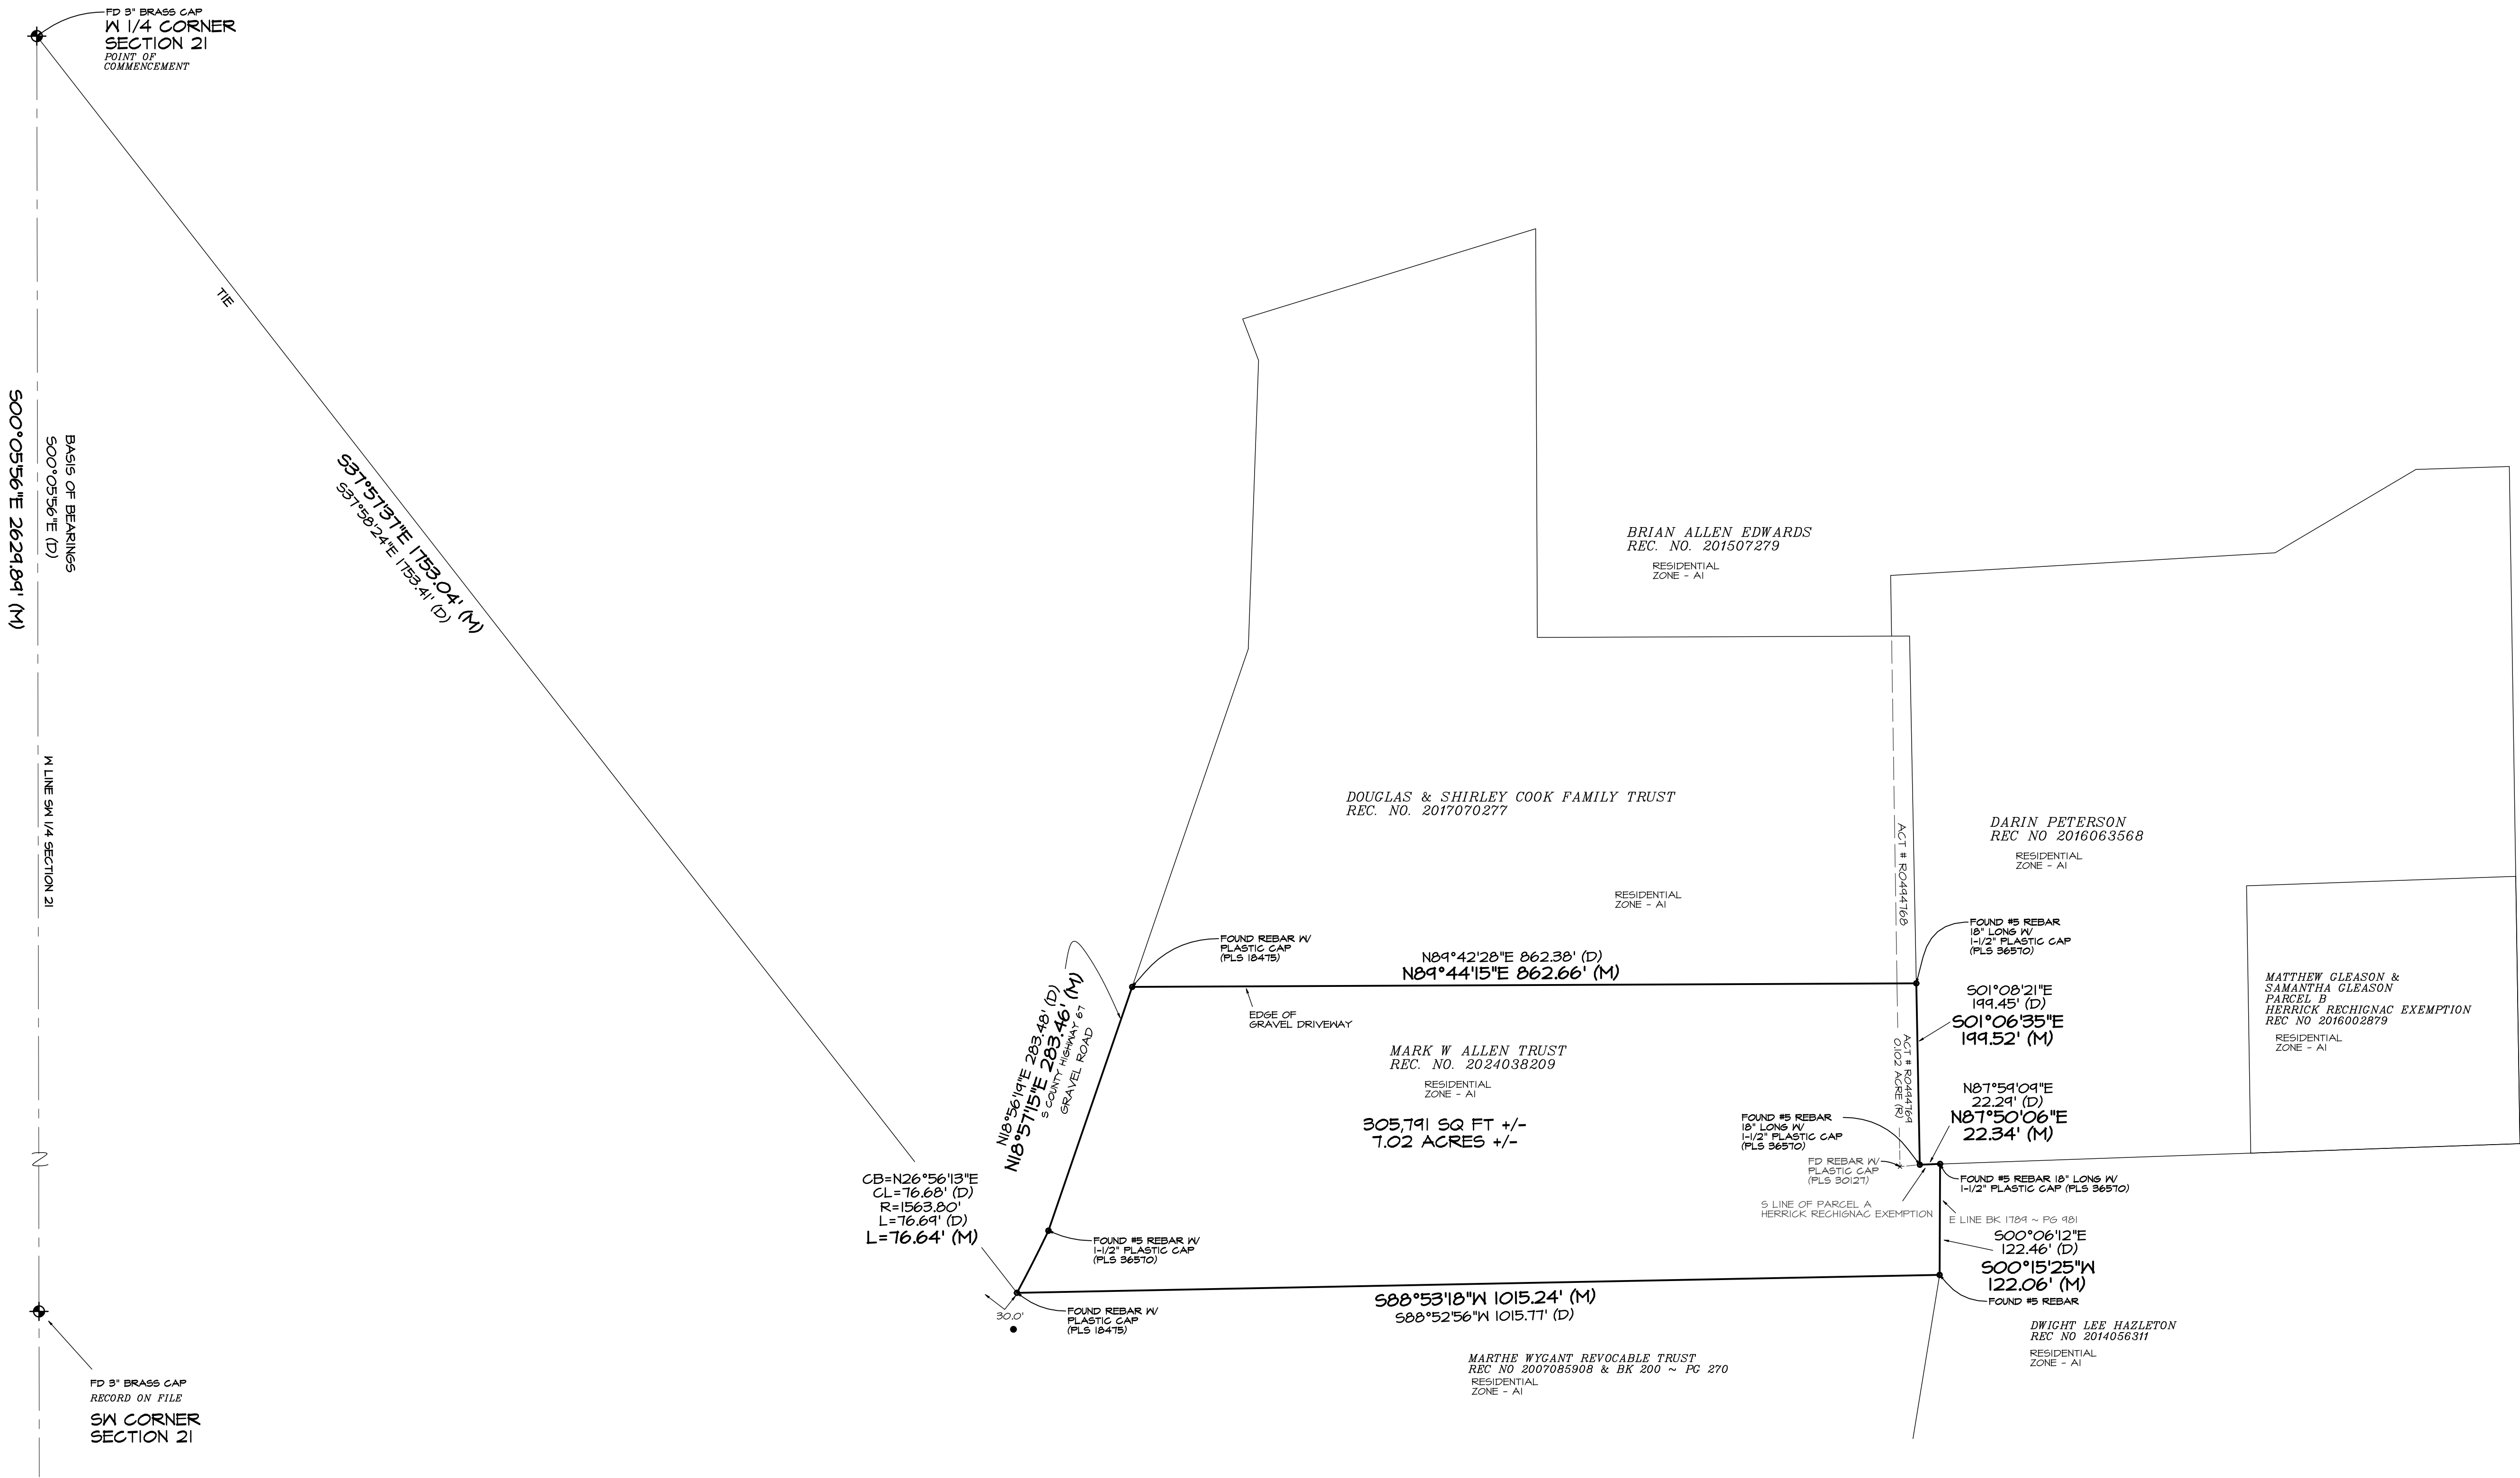 FD 3" BRASS CAP
W 1/4 CORNER
SECTION 21
POINT OF
COMMENCEMENT
TIE
S37°57'37"E 1753.04' (M)
S37°58'24"E 1753.41' (D)
BASIS OF BEARINGS
S00°05'56"E (D)
S00°05'56"E 2629.89' (M)
W LINE SW 1/4 SECTION 21
BRIAN ALLEN EDWARDS
REC. NO. 201507279
RESIDENTIAL
ZONE - A1
DOUGLAS & SHIRLEY COOK FAMILY TRUST
REC. NO. 2017070277
RESIDENTIAL
ZONE - A1
ACT # R0494768
DARIN PETERSON
REC NO 2016063568
RESIDENTIAL
ZONE - A1
FOUND REBAR W/
PLASTIC CAP
(PLS 18475)
N89°42'28"E 862.38' (D)
N89°44'15"E 862.66' (M)
FOUND #5 REBAR
18" LONG W/
1-1/2" PLASTIC CAP
(PLS 36570)
MATTHEW GLEASON &
SAMANTHA GLEASON
PARCEL B
HERRICK RECHIGNAC EXEMPTION
REC NO 2016002879
RESIDENTIAL
ZONE - A1
N18°56'19"E 283.48' (D)
N18°57'15"E 283.46' (M)
S COUNTY HIGHWAY 67
GRAVEL ROAD
EDGE OF
GRAVEL DRIVEWAY
S01°08'21"E
199.45' (D)
S01°06'35"E
199.52' (M)
MARK W ALLEN TRUST
REC. NO. 2024038209
RESIDENTIAL
ZONE - A1
305,791 SQ FT +/-
7.02 ACRES +/-
ACT # R0494769
0.102 ACRE (R)
N87°59'09"E
22.29' (D)
N87°50'06"E
22.34' (M)
FOUND #5 REBAR
18" LONG W/
1-1/2" PLASTIC CAP
(PLS 36570)
FD REBAR W/
PLASTIC CAP
(PLS 30127)
FOUND #5 REBAR 18" LONG W/
1-1/2" PLASTIC CAP (PLS 36570)
S LINE OF PARCEL A
HERRICK RECHIGNAC EXEMPTION
E LINE BK 1789 ~ PG 981
CB=N26°56'13"E
CL=76.68' (D)
R=1563.80'
L=76.69' (D)
L=76.64' (M)
FOUND #5 REBAR W/
1-1/2" PLASTIC CAP
(PLS 36570)
S00°06'12"E
122.46' (D)
S00°15'25"W
122.06' (M)
FOUND #5 REBAR
30.0'
FOUND REBAR W/
PLASTIC CAP
(PLS 18475)
S88°53'18"W 1015.24' (M)
S88°52'56"W 1015.77' (D)
DWIGHT LEE HAZLETON
REC NO 2014056311
RESIDENTIAL
ZONE - A1
MARTHE WYGANT REVOCABLE TRUST
REC NO 2007085908 & BK 200 ~ PG 270
RESIDENTIAL
ZONE - A1
FD 3" BRASS CAP
RECORD ON FILE
SW CORNER
SECTION 21